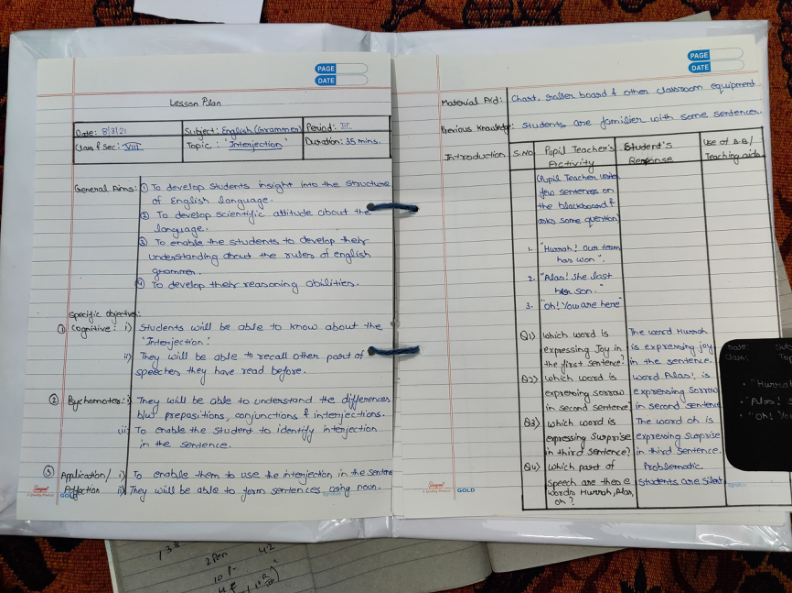 PAGE
DATE
Lesson Plan
Date: 8/3/21
Subject: English (Grammer)
Period: III
Class & Sec: VIII
Topic: "Interjection"
Duration: 35 mins.
General Aims: ① To develop students insight into the structure
of English language.
② To develop scientific attitude about the
language.
③ To enable the students to develop their
understanding about the rules of english
grammer.
④ To develop their reasoning abilities.
Specific objective:
① Cognitive: i) Students will be able to know about the
'Interjection'.
ii) They will be able to recall other part of
speeches they have read before.
② Psychomotor: i) They will be able to understand the differences
b/w prepositions, conjunctions & interjections.
ii) To enable the student to identify interjection
in the sentence.
③ Application/ i) To enable them to use the interjection in the sentence
ii) They will be able to form sentences using noun.
GOLD
PAGE
DATE
Material Aid: Chart, roller board & other classroom equipment.
Previous Knowledge: Students are familier with some sentences.
Introduction
S.No
Pupil Teacher's
Activity
Student's
Response
Use of B.B/
Teaching aids
(Pupil Teacher writes
few sentences on
the blackboard &
asks some question)
1. "Hurrah! Our team
has won".
2. "Alas! She lost
her son."
3. "Oh! You are here"
Q1) Which word is
expressing Joy in
the first sentence?
The word Hurrah
is expressing joy
in the sentence.
Q2) Which word is
expressing sorrow
in second sentence
Word Alas!, is
expressing sorrow
in second sentence
Q3) Which word is
expressing Surprise
in third sentence?
The word oh is
expressing surprise
in third sentence.
Q4) Which part of
speech are these
words Hurrah, Alas,
oh?
Problematic
Students are Silent
GOLD
Date:
Class:
• "Hurrah
• "Alas! S
• "Oh! You
138
2 Pen
42
10 P